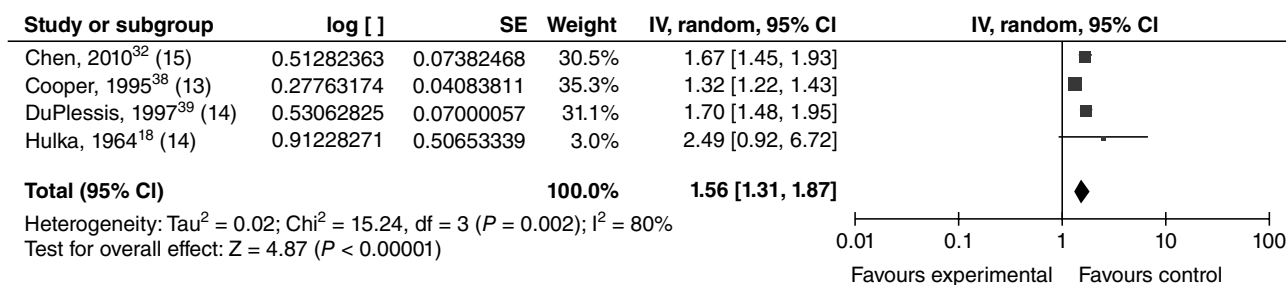 Study or subgroup log [ ] SE Weight IV, random, 95% CI IV, random, 95% CI
Chen, 2010³² (15) 0.51282363 0.07382468 30.5% 1.67 [1.45, 1.93]
Cooper, 1995³⁸ (13) 0.27763174 0.04083811 35.3% 1.32 [1.22, 1.43]
DuPlessis, 1997³⁹ (14) 0.53062825 0.07000057 31.1% 1.70 [1.48, 1.95]
Hulka, 1964¹⁸ (14) 0.91228271 0.50653339 3.0% 2.49 [0.92, 6.72]
Total (95% CI) 100.0% 1.56 [1.31, 1.87]
Heterogeneity: Tau² = 0.02; Chi² = 15.24, df = 3 (P = 0.002); I² = 80%
Test for overall effect: Z = 4.87 (P < 0.00001)
0.01 0.1 1 10 100
Favours experimental Favours control